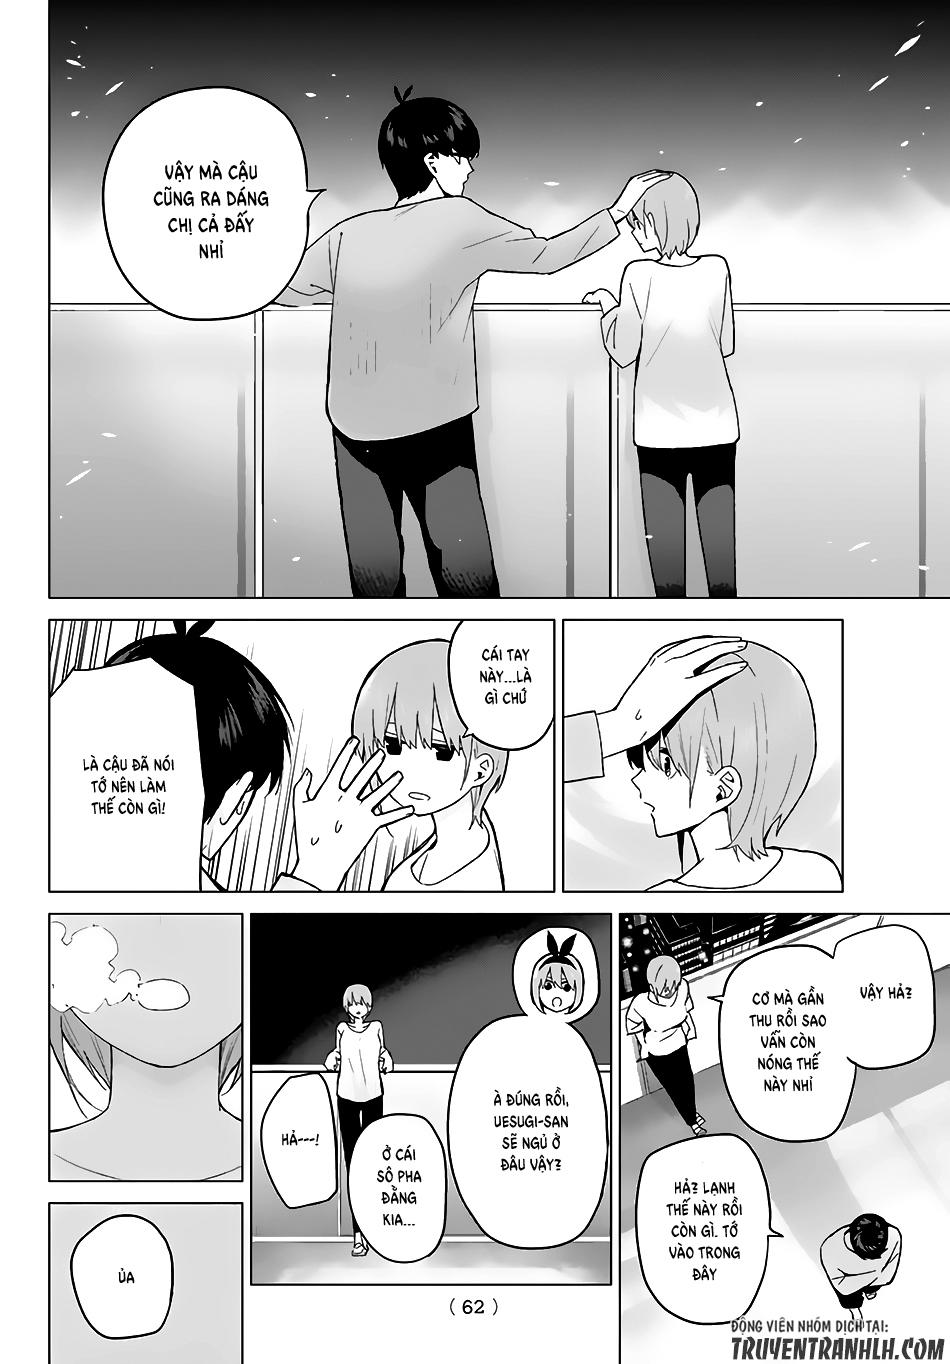 VẬY MÀ CẬU
CŨNG RA DÁNG
CHỊ CẢ ĐẤY
NHỈ
CÁI TAY
NÀY...LÀ
GÌ CHỨ
LÀ CẬU ĐÃ NÓI
TỚ NÊN LÀM
THẾ CÒN GÌ!
VẬY HẢ?
CƠ MÀ GẦN
THU RỒI SAO
VẪN CÒN
NÓNG THẾ
NÀY NHỈ
HẢ? LẠNH
THẾ NÀY RỒI
CÒN GÌ. TỚ
VÀO TRONG
ĐÂY
À ĐÚNG RỒI,
UESUGI-SAN
SẼ NGỦ Ở
ĐÂU VẬY?
Ở CÁI
SÔ PHA
ĐẰNG
KIA...
HẢ---!
ỦA
( 62 )
ĐỘNG VIÊN NHÓM DỊCH TẠI:
TRUYENTRANHLH.COM